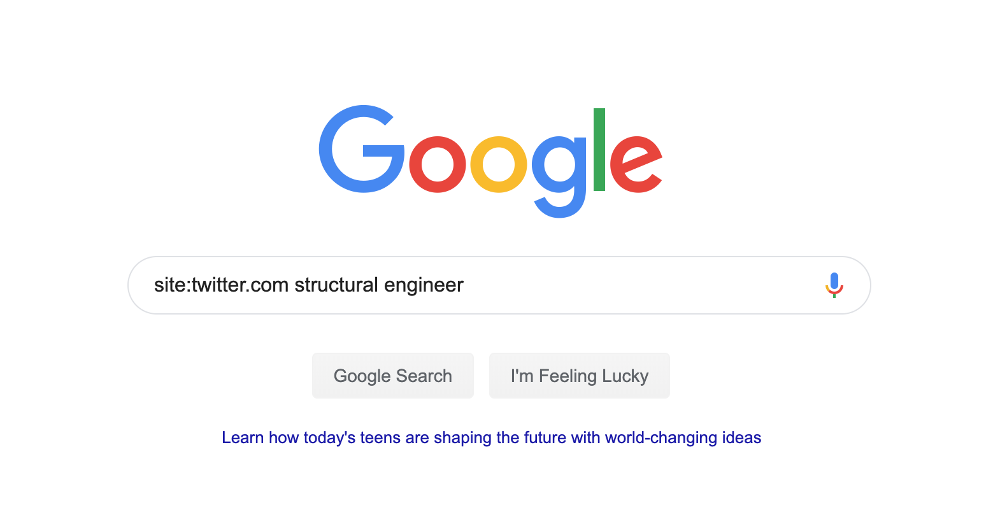 Google
site:twitter.com structural engineer
Google Search
I'm Feeling Lucky
Learn how today's teens are shaping the future with world-changing ideas